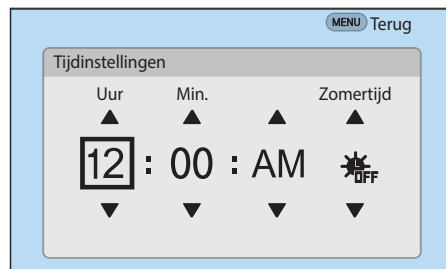 MENU Terug
Tijdinstellingen
Uur Min. Zomertijd
12 : 00 : AM OFF